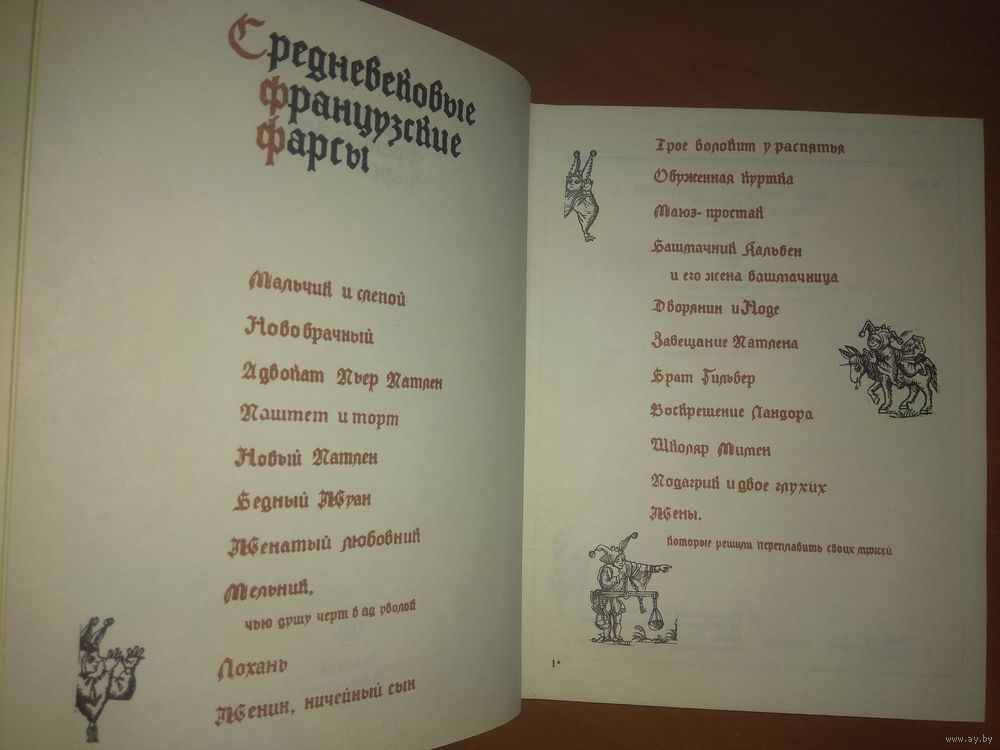 Средневековые
Французские
Фарсы
Мальчик и слепой
Новобрачный
Адвокат Пьер Патлен
Паштет и торт
Новый Патлен
Бедный Жуан
Женатый любовник
Мельник,
чью душу черт в ад уволок
Лохань
Женин, ничейный сын
Трое волокит у распятья
Обуженная куртка
Маюэ-простак
Башмачник Кальбен
и его жена башмачница
Дворянин и Ноде
Завещание Патлена
Брат Гильбер
Воскрешение Ландора
Школяр Мимен
Подагрик и двое глухих
Жены,
которые решили переплавить своих мужей
1*
www.ay.by